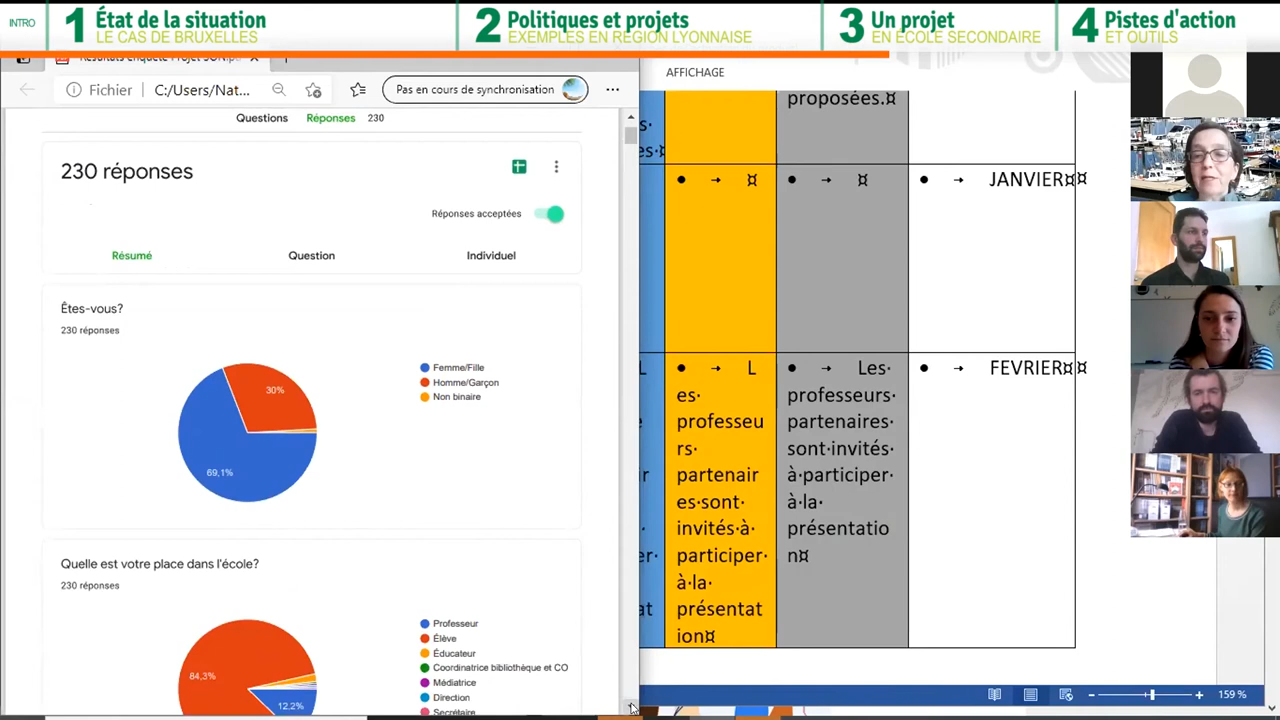 INTRO
1 État de la situation
LE CAS DE BRUXELLES
2 Politiques et projets
EXEMPLES EN RÉGION LYONNAISE
3 Un projet
EN ÉCOLE SECONDAIRE
4 Pistes d'action
ET OUTILS
Fichier C:/Users/Nat... Pas en cours de synchronisation
Questions Réponses 230
230 réponses
Réponses acceptées
Résumé Question Individuel
Êtes-vous?
230 réponses
30%
69,1%
Femme/Fille
Homme/Garçon
Non binaire
Quelle est votre place dans l'école?
230 réponses
84,3%
12.2%
Professeur
Élève
Éducateur
Coordinatrice bibliothèque et CO
Médiatrice
Direction
Secrétaire
AFFICHAGE
proposées.¤
• → ¤
• → ¤
• → JANVIER¤¤
• → L
es·
professeu
rs·
partenair
es·sont·
invités·à·
participer·
à·la·
présentat
ion¤
• → Les·
professeurs·
partenaires·
sont·invités·
à·participer·
à·la·
présentatio
n¤
• → FEVRIER¤¤
159 %